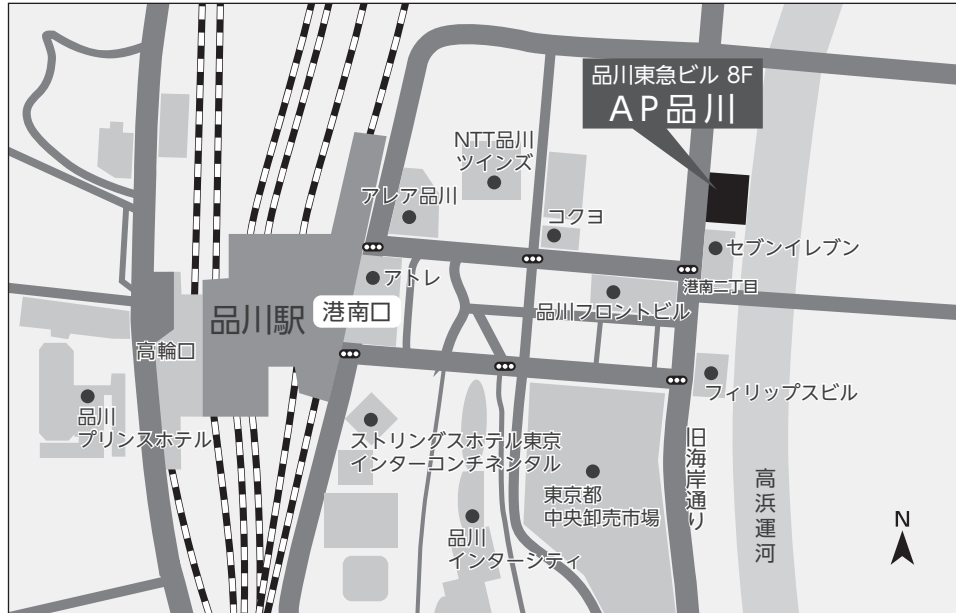 品川東急ビル 8F
AP品川
NTT品川
ツインズ
アレア品川
コクヨ
セブンイレブン
アトレ
港南二丁目
品川駅
港南口
品川フロントビル
高輪口
フィリップスビル
品川
プリンスホテル
ストリングスホテル東京
インターコンチネンタル
旧海岸通り
高浜運河
東京都
中央卸売市場
品川
インターシティ
N